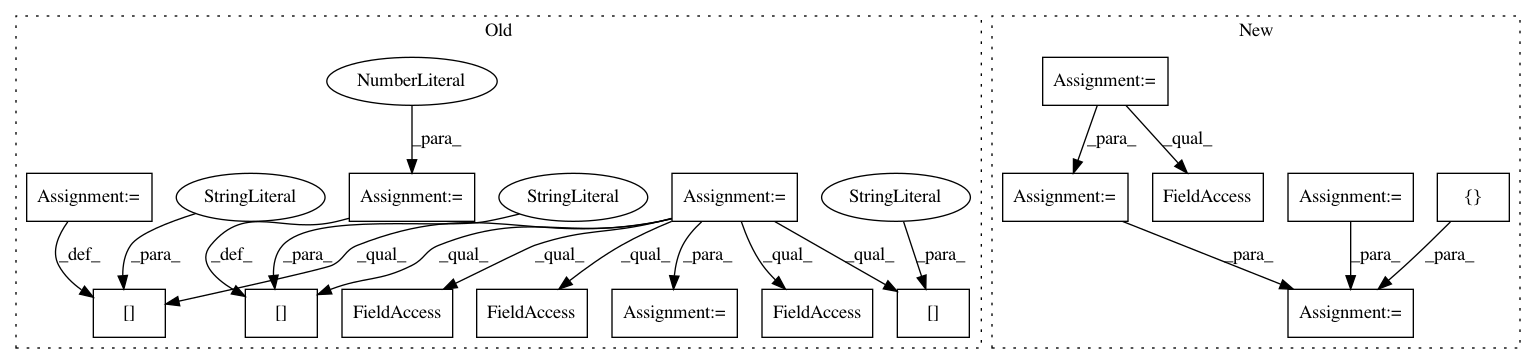 Old
New
NumberLiteral
Assignment:=
_para_
_para_
_qual_
Assignment:=
StringLiteral
Assignment:=
StringLiteral
Assignment:=
StringLiteral
Assignment:=
FieldAccess
Assignment:=
{}
_def_
_para_
_def_
_para_
_qual_
_qual_
_qual_
_qual_
_para_
_qual_
_qual_
_para_
_para_
_para_
_para_
[]
[]
FieldAccess
FieldAccess
Assignment:=
FieldAccess
[]
Assignment:=